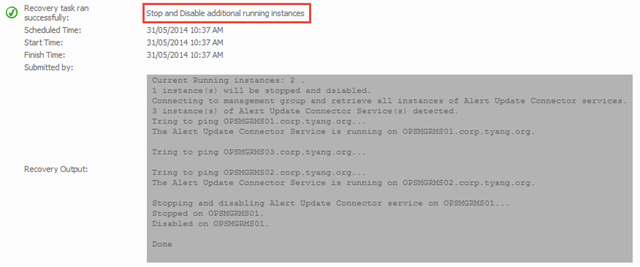 Recovery task ran
successfully:
Stop and Disable additional running instances
Scheduled Time:
31/05/2014 10:37 AM
Start Time:
31/05/2014 10:37 AM
Finish Time:
31/05/2014 10:37 AM
Submitted by:
Recovery Output:
Current Running instances: 2 .
1 instance(s) will be stopped and dsiabled.
Connecting to management group and retrieve all instances of Alert Update Connector services.
3 instance(s) of Alert Update Connector Service(s) detected.
Tring to ping OPSMGRMS01.corp.tyang.org...
The Alert Update Connector Service is running on OPSMGRMS01.corp.tyang.org.
Tring to ping OPSMGRMS03.corp.tyang.org...
Tring to ping OPSMGRMS02.corp.tyang.org...
The Alert Update Connector Service is running on OPSMGRMS02.corp.tyang.org.
Stopping and disabling Alert Update Connector service on OPSMGRMS01...
Stopped on OPSMGRMS01.
Disabled on OPSMGRMS01.
Done